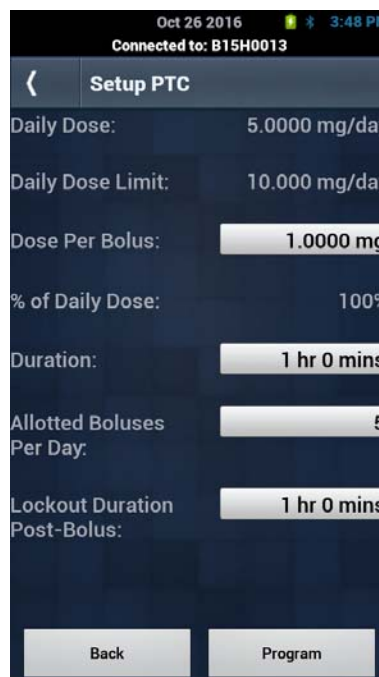 Oct 26 2016 3:48 P
Connected to: B15H0013
Setup PTC
Daily Dose: 5.0000 mg/da
Daily Dose Limit: 10.000 mg/da
Dose Per Bolus: 1.0000 mg
% of Daily Dose: 100%
Duration: 1 hr 0 mins
Allotted Boluses 5
Per Day:
Lockout Duration 1 hr 0 mins
Post-Bolus:
Back Program